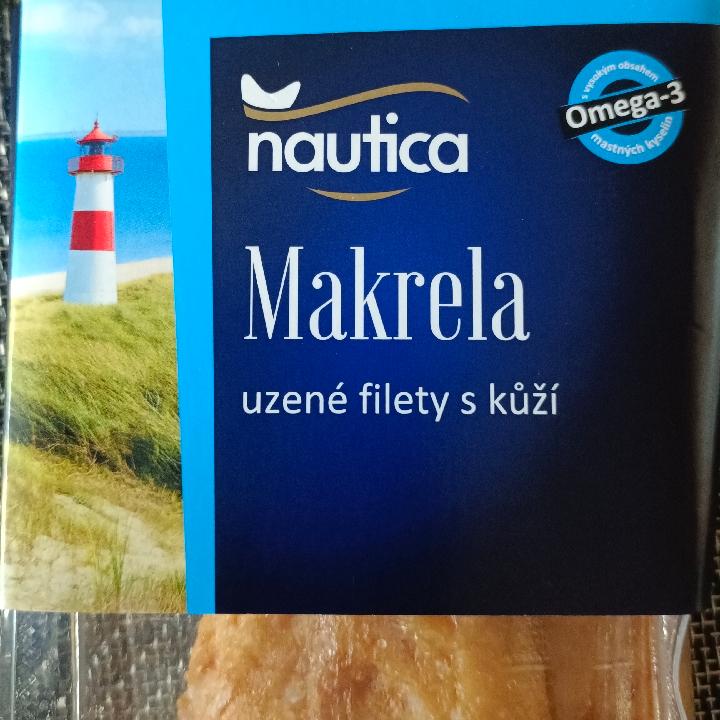 nautica
s vysokým obsahem
Omega-3
mastných kyselin
Makrela
uzené filety s kůží